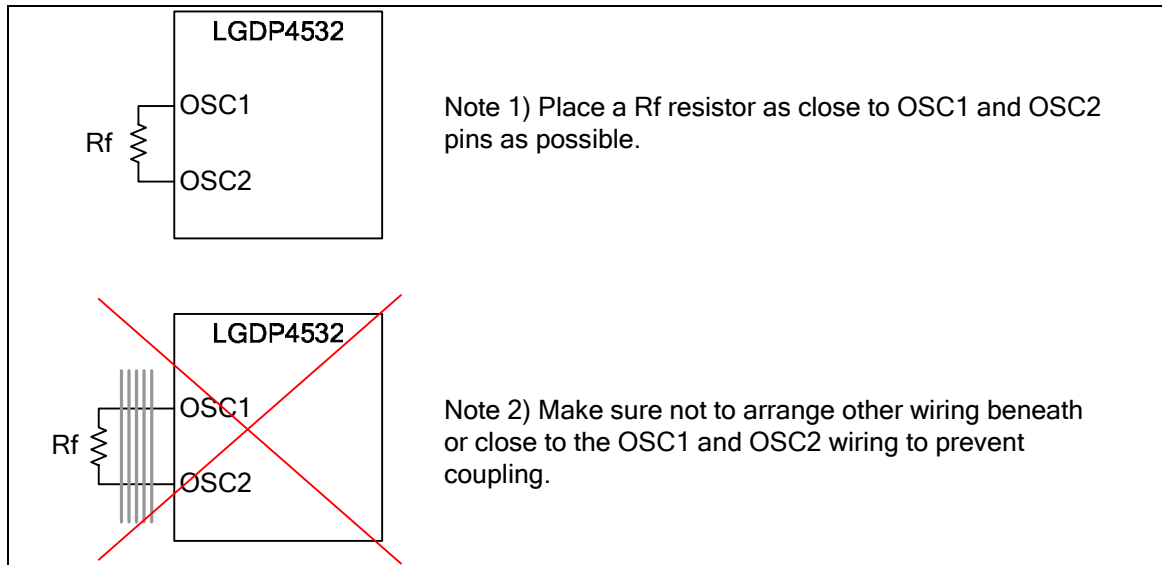 LGDP4532
OSC1
Rf
OSC2
Note 1) Place a Rf resistor as close to OSC1 and OSC2
pins as possible.
LGDP4532
OSC1
Rf
OSC2
Note 2) Make sure not to arrange other wiring beneath
or close to the OSC1 and OSC2 wiring to prevent
coupling.